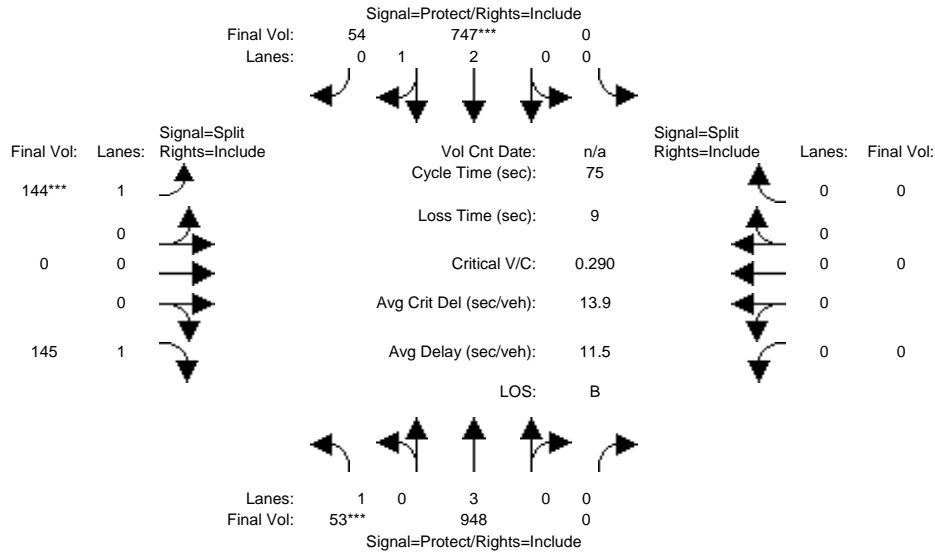 Signal=Protect/Rights=Include
Final Vol: 54 747*** 0
Lanes: 0 1 2 0 0
Signal=Split
Final Vol: Lanes: Rights=Include
Vol Cnt Date: n/a
Signal=Split
Rights=Include Lanes: Final Vol:
Cycle Time (sec): 75
144*** 1
0 0
Loss Time (sec): 9
0
0
0 0
Critical V/C: 0.290
0 0
0
Avg Crit Del (sec/veh): 13.9
0
145 1
Avg Delay (sec/veh): 11.5
0 0
LOS: B
Lanes: 1 0 3 0 0
Final Vol: 53*** 948 0
Signal=Protect/Rights=Include